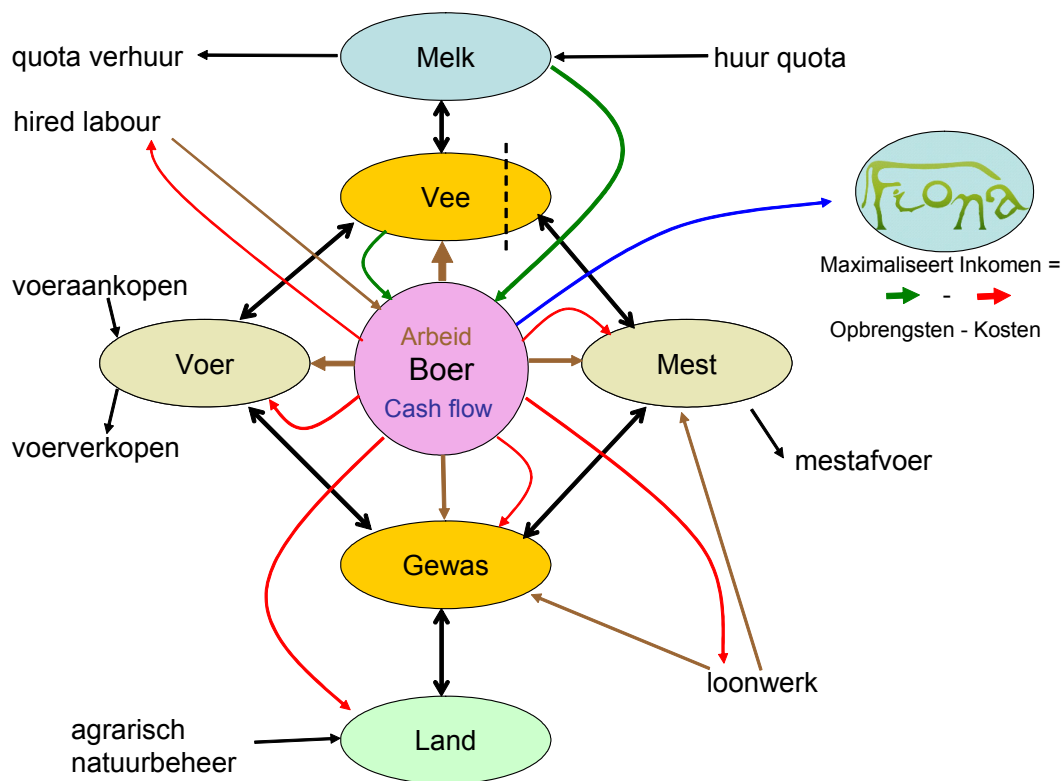 quota verhuur
Melk
huur quota
hired labour
Vee
Fiona
Maximaliseert Inkomen =
-
Opbrengsten - Kosten
voeraankopen
Voer
voerverkopen
Arbeid
Boer
Cash flow
Mest
mestafvoer
Gewas
loonwerk
Land
agrarisch
natuurbeheer